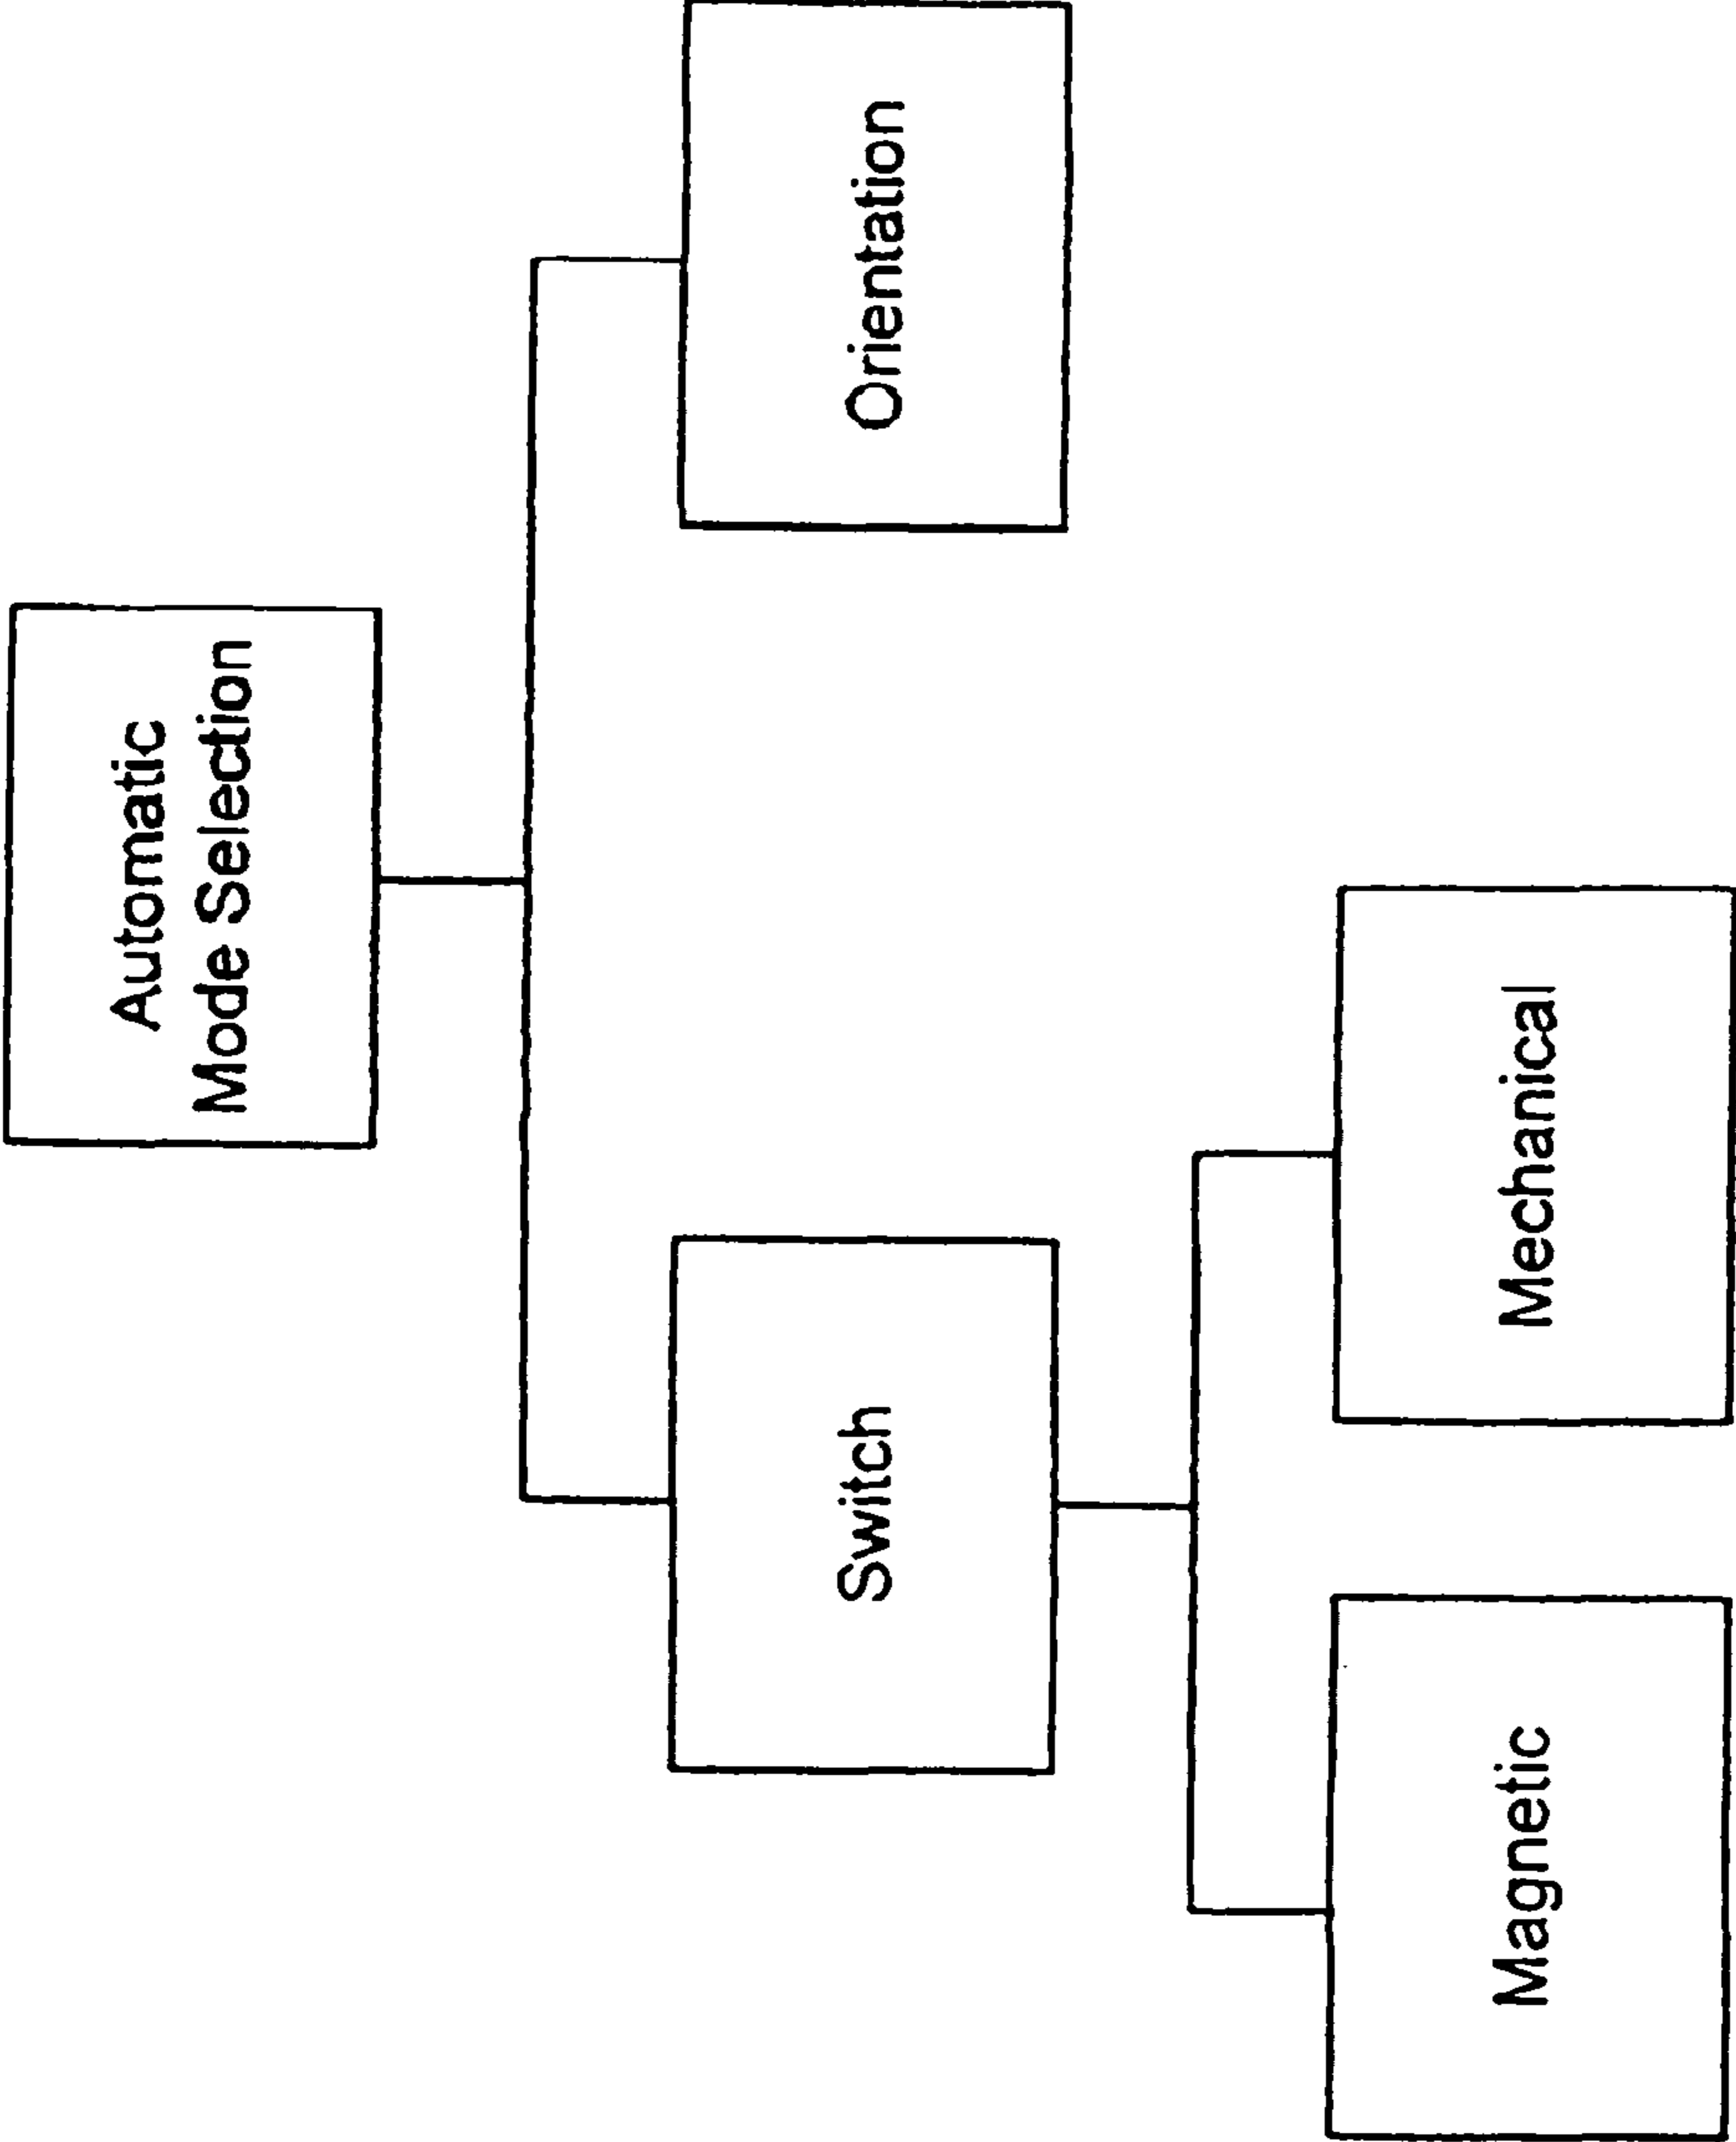 Automatic
Mode Selection
Switch
Orientation
Magnetic
Mechanical